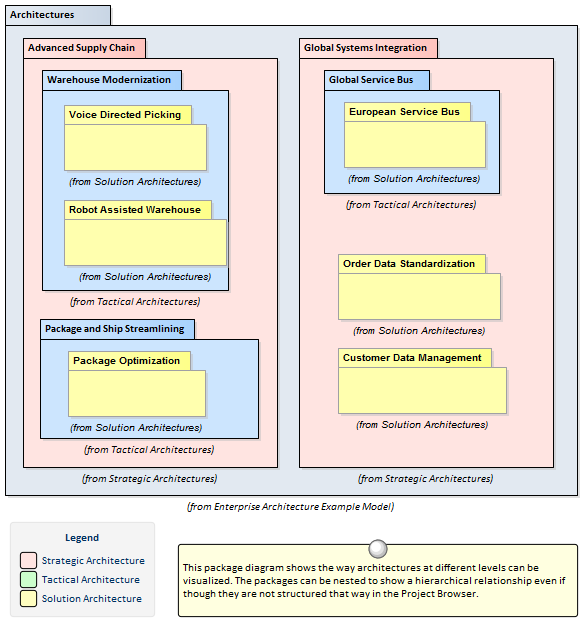 Architectures
Advanced Supply Chain
Warehouse Modernization
Voice Directed Picking
(from Solution Architectures)
Robot Assisted Warehouse
(from Solution Architectures)
(from Tactical Architectures)
Package and Ship Streamlining
Package Optimization
(from Solution Architectures)
(from Tactical Architectures)
(from Strategic Architectures)
Global Systems Integration
Global Service Bus
European Service Bus
(from Solution Architectures)
(from Tactical Architectures)
Order Data Standardization
(from Solution Architectures)
Customer Data Management
(from Solution Architectures)
(from Strategic Architectures)
(from Enterprise Architecture Example Model)
Legend
Strategic Architecture
Tactical Architecture
Solution Architecture
This package diagram shows the way architectures at different levels can be
visualized. The packages can be nested to show a hierarchical relationship even if
though they are not structured that way in the Project Browser.